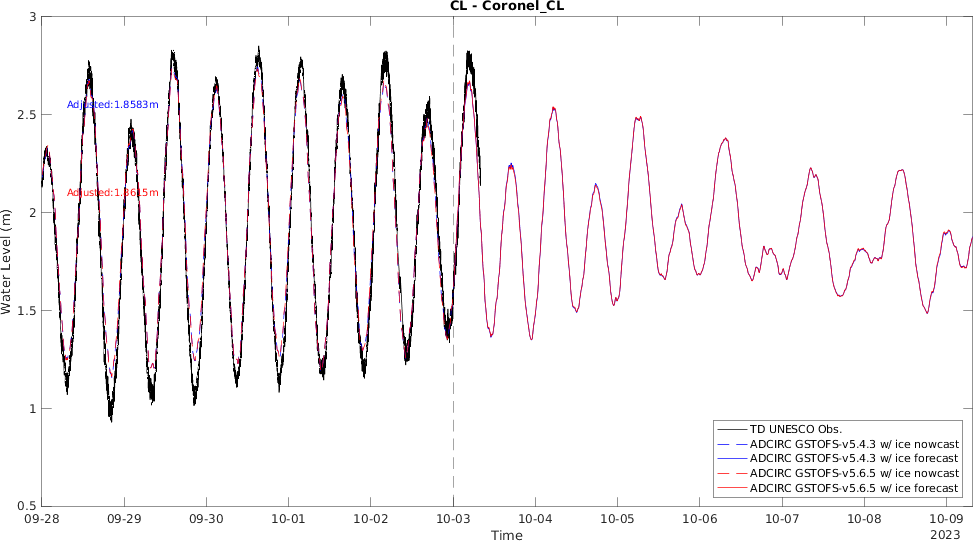 CL - Coronel_CL
3
2.5
2
1.5
1
0.5
Water Level (m)
Adjusted:1.8583m
Adjusted:1.8615m
TD UNESCO Obs.
ADCIRC GSTOFS-v5.4.3 w/ ice nowcast
ADCIRC GSTOFS-v5.4.3 w/ ice forecast
ADCIRC GSTOFS-v5.6.5 w/ ice nowcast
ADCIRC GSTOFS-v5.6.5 w/ ice forecast
09-28 09-29 09-30 10-01 10-02 10-03 10-04 10-05 10-06 10-07 10-08 10-09
2023
Time